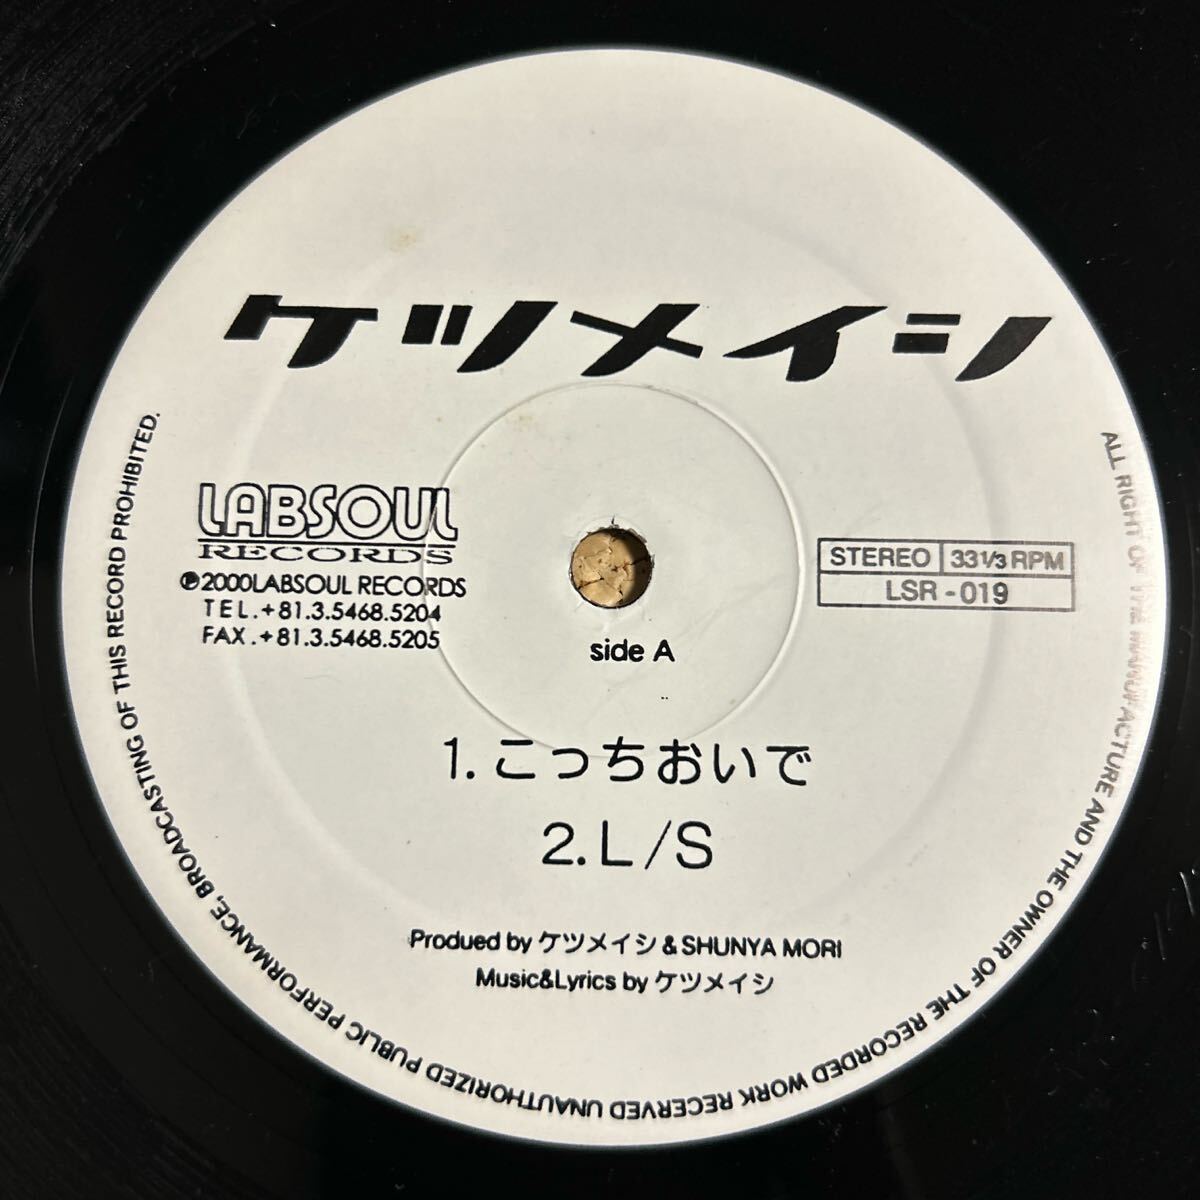 ケツメイシ
LABSOUL
RECORDS
℗2000LABSOUL RECORDS
TEL.+81.3.5468.5204
FAX.+81.3.5468.5205
STEREO 33 1/3 RPM
LSR-019
side A
1. こっちおいで
2. L/S
Produed by ケツメイシ & SHUNYA MORI
Music&Lyrics by ケツメイシ
ALL RIGHT OF THE MANUFACTURE AND THE OWNER OF THE RECORDED WORK RECERVED UNAUTHORIZED PUBLIC PERFORMANCE, BROADCASTING OF THIS RECORD PROHIBITED.